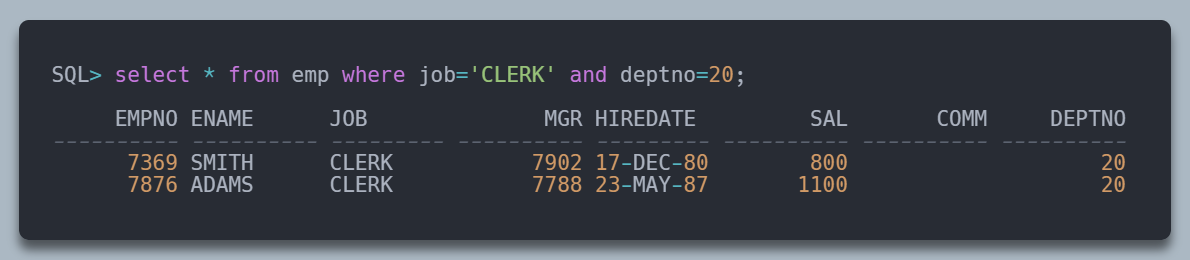 SQL> select * from emp where job='CLERK' and deptno=20;
EMPNO ENAME JOB MGR HIREDATE SAL COMM DEPTNO
---------- ---------- --------- ---------- --------- ---------- ---------- ----------
7369 SMITH CLERK 7902 17-DEC-80 800 20
7876 ADAMS CLERK 7788 23-MAY-87 1100 20